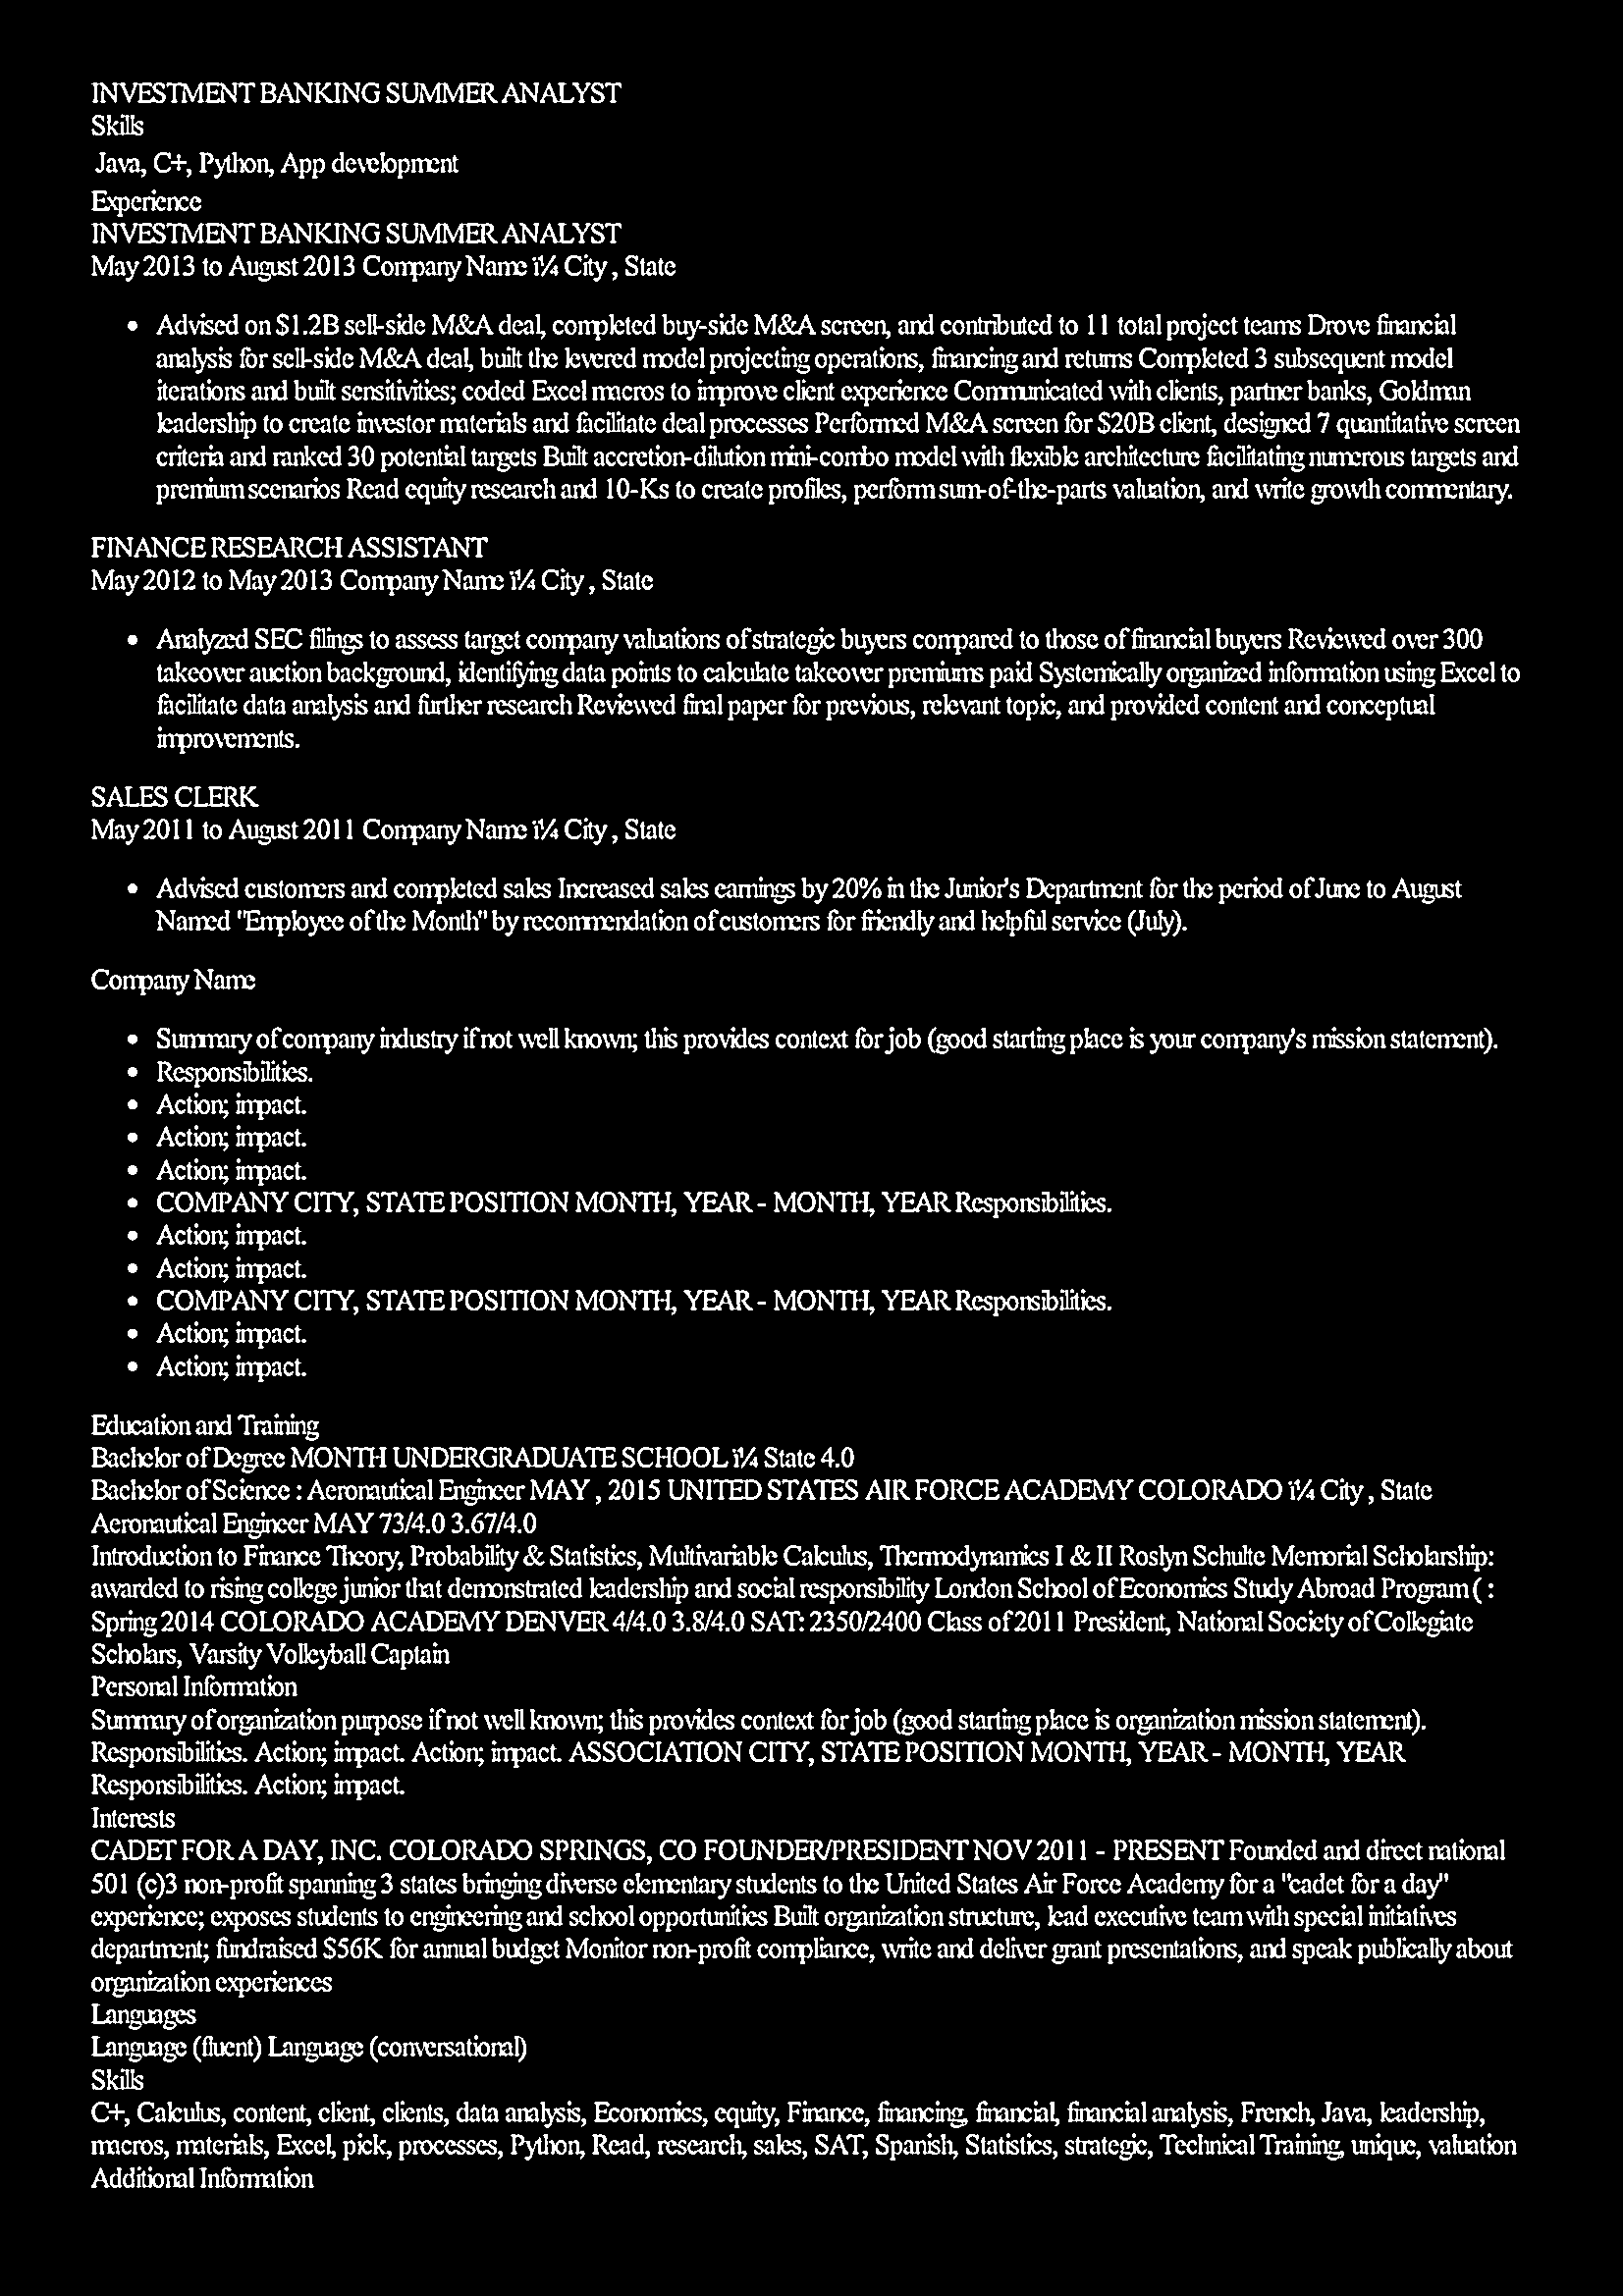 INVESTMENT BANKING SUMMER ANALYST
Skills
Java, C+, Python, App development
Experience
INVESTMENT BANKING SUMMER ANALYST
May 2013 to August 2013 Company Name ï¼ City , State
• Advised on $1.2B sell-side M&A deal, completed buy-side M&A screen, and contributed to 11 total project teams Drove financial
analysis for sell-side M&A deal, built the levered model projecting operations, financing and returns Completed 3 subsequent model
iterations and built sensitivities; coded Excel macros to improve client experience Communicated with clients, partner banks, Goldman
leadership to create investor materials and facilitate deal processes Performed M&A screen for $20B client, designed 7 quantitative screen
criteria and ranked 30 potential targets Built accretion-dilution mini-combo model with flexible architecture facilitating numerous targets and
premium scenarios Read equity research and 10-Ks to create profiles, perform sum-of-the-parts valuation, and write growth commentary.
FINANCE RESEARCH ASSISTANT
May 2012 to May 2013 Company Name ï¼ City , State
• Analyzed SEC filings to assess target company valuations of strategic buyers compared to those of financial buyers Reviewed over 300
takeover auction background, identifying data points to calculate takeover premiums paid Systemically organized information using Excel to
facilitate data analysis and further research Reviewed final paper for previous, relevant topic, and provided content and conceptual
improvements.
SALES CLERK
May 2011 to August 2011 Company Name ï¼ City , State
• Advised customers and completed sales Increased sales earnings by 20% in the Junior's Department for the period of June to August
Named "Employee of the Month" by recommendation of customers for friendly and helpful service (July).
Company Name
• Summary of company industry if not well known; this provides context for job (good starting place is your company's mission statement).
• Responsibilities.
• Action; impact.
• Action; impact.
• Action; impact.
• COMPANY CITY, STATE POSITION MONTH, YEAR - MONTH, YEAR Responsibilities.
• Action; impact.
• Action; impact.
• COMPANY CITY, STATE POSITION MONTH, YEAR - MONTH, YEAR Responsibilities.
• Action; impact.
• Action; impact.
Education and Training
Bachelor of Degree MONTH UNDERGRADUATE SCHOOL ï¼ State 4.0
Bachelor of Science : Aeronautical Engineer MAY , 2015 UNITED STATES AIR FORCE ACADEMY COLORADO ï¼ City , State
Aeronautical Engineer MAY 73/4.0 3.67/4.0
Introduction to Finance Theory, Probability & Statistics, Multivariable Calculus, Thermodynamics I & II Roslyn Schulte Memorial Scholarship:
awarded to rising college junior that demonstrated leadership and social responsibility London School of Economics Study Abroad Program ( :
Spring 2014 COLORADO ACADEMY DENVER 4/4.0 3.8/4.0 SAT: 2350/2400 Class of 2011 President, National Society of Collegiate
Scholars, Varsity Volleyball Captain
Personal Information
Summary of organization purpose if not well known; this provides context for job (good starting place is organization mission statement).
Responsibilities. Action; impact. Action; impact. ASSOCIATION CITY, STATE POSITION MONTH, YEAR - MONTH, YEAR
Responsibilities. Action; impact.
Interests
CADET FOR A DAY, INC. COLORADO SPRINGS, CO FOUNDER/PRESIDENT NOV 2011 - PRESENT Founded and direct national
501 (c)3 non-profit spanning 3 states bringing diverse elementary students to the United States Air Force Academy for a "cadet for a day"
experience; exposes students to engineering and school opportunities Built organization structure, lead executive team with special initiatives
department; fundraised $56K for annual budget Monitor non-profit compliance, write and deliver grant presentations, and speak publically about
organization experiences
Languages
Language (fluent) Language (conversational)
Skills
C+, Calculus, content, client, clients, data analysis, Economics, equity, Finance, financing, financial, financial analysis, French, Java, leadership,
macros, materials, Excel, pick, processes, Python, Read, research, sales, SAT, Spanish, Statistics, strategic, Technical Training, unique, valuation
Additional Information